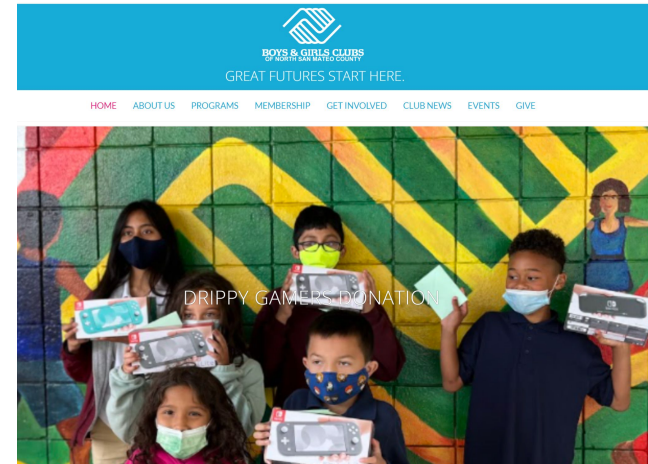 BOYS & GIRLS CLUBS
OF NORTH SAN MATEO COUNTY
GREAT FUTURES START HERE.
HOME ABOUT US PROGRAMS MEMBERSHIP GET INVOLVED CLUB NEWS EVENTS GIVE
DRIPPY GAMERS DONATION